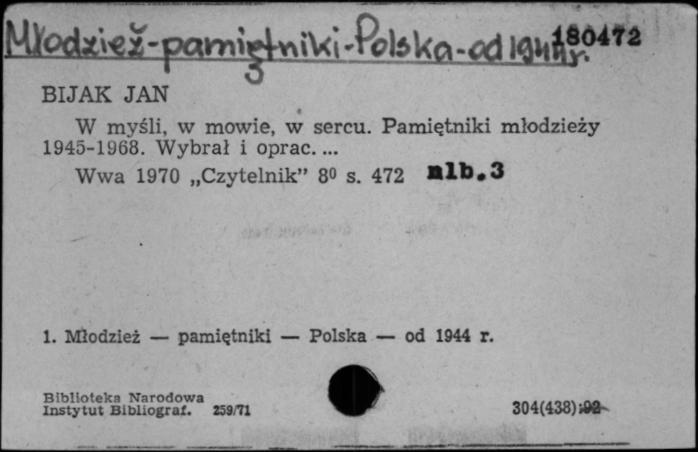 Młodzież-pamiętniki-Polska-od 1944 r.
180472
BIJAK JAN
W myśli, w mowie, w sercu. Pamiętniki młodzieży
1945-1968. Wybrał i oprac. ...
Wwa 1970 „Czytelnik” 8⁰ s. 472 nlb. 3
1. Młodzież — pamiętniki — Polska — od 1944 r.
Biblioteka Narodowa
Instytut Bibliograf. 259/71
304(438):92-